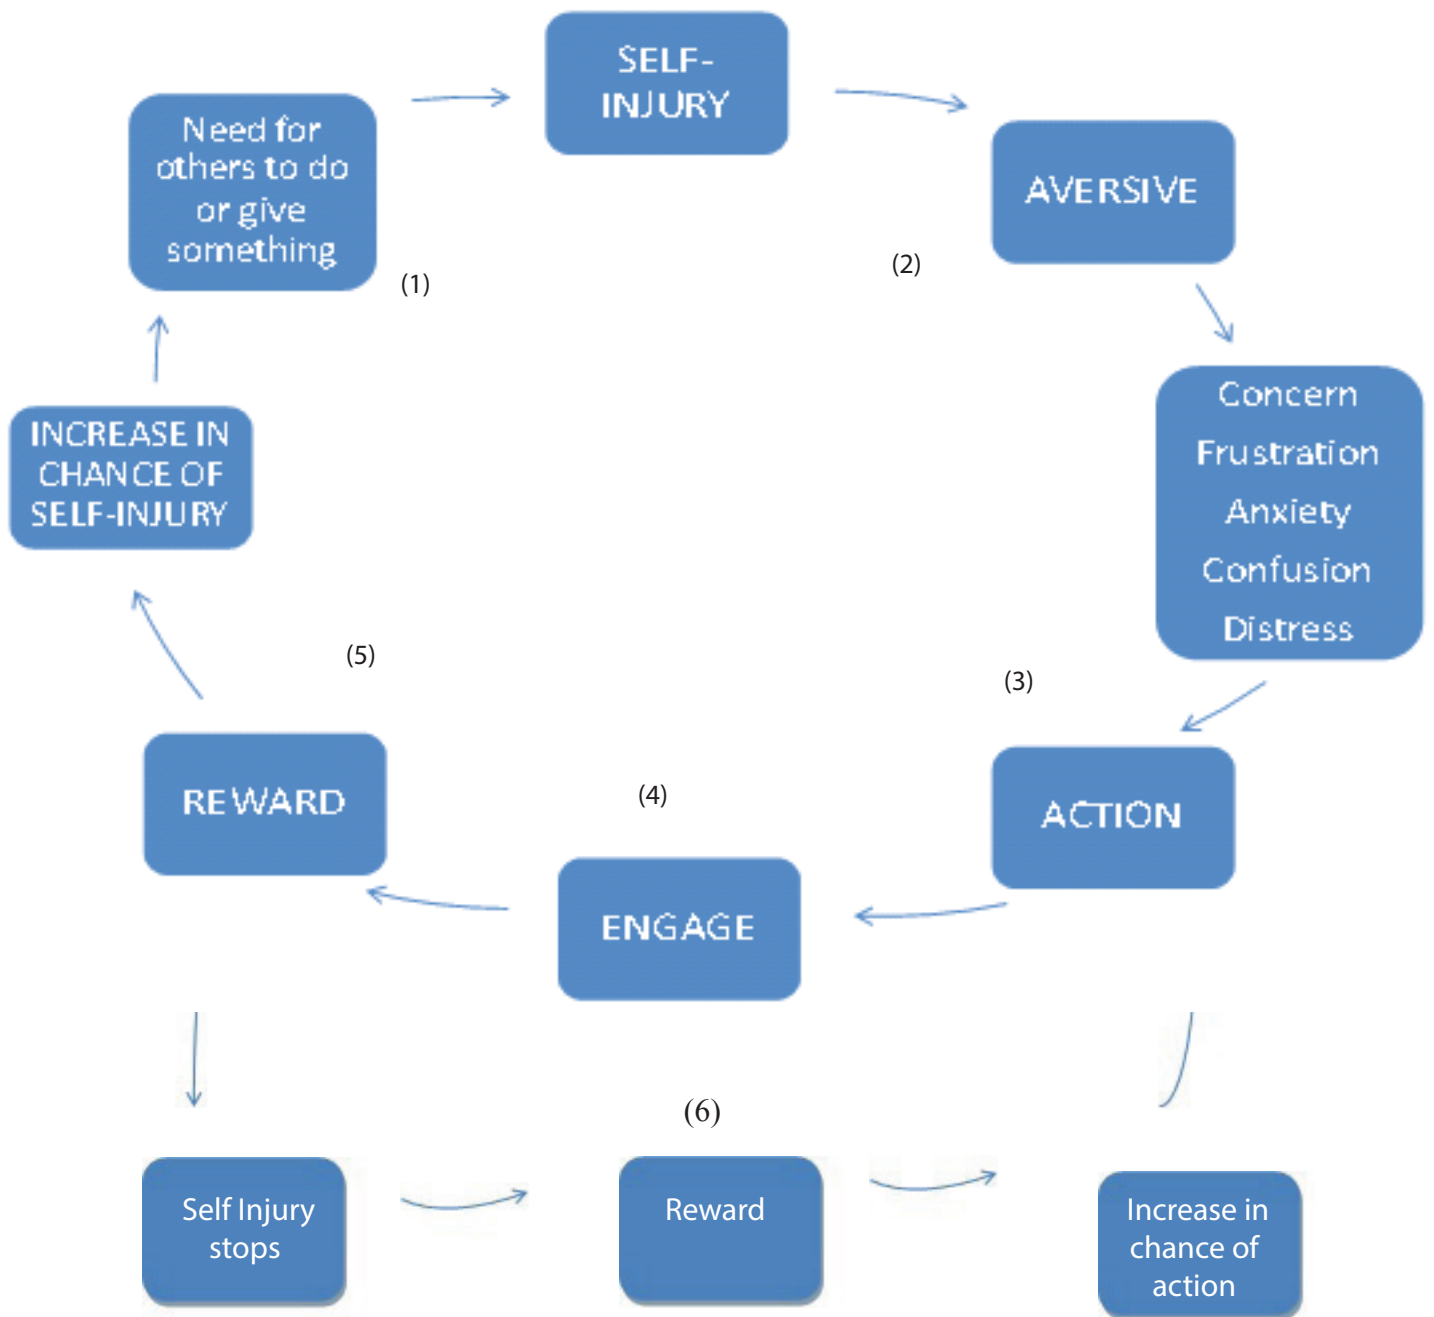 SELF-
INJURY
AVERSIVE
(2)
Concern
Frustration
Anxiety
Confusion
Distress
(3)
ACTION
(4)
ENGAGE
REWARD
(5)
INCREASE IN
CHANCE OF
SELF-INJURY
Need for
others to do
or give
something
(1)
(6)
Self Injury
stops
Reward
Increase in
chance of
action